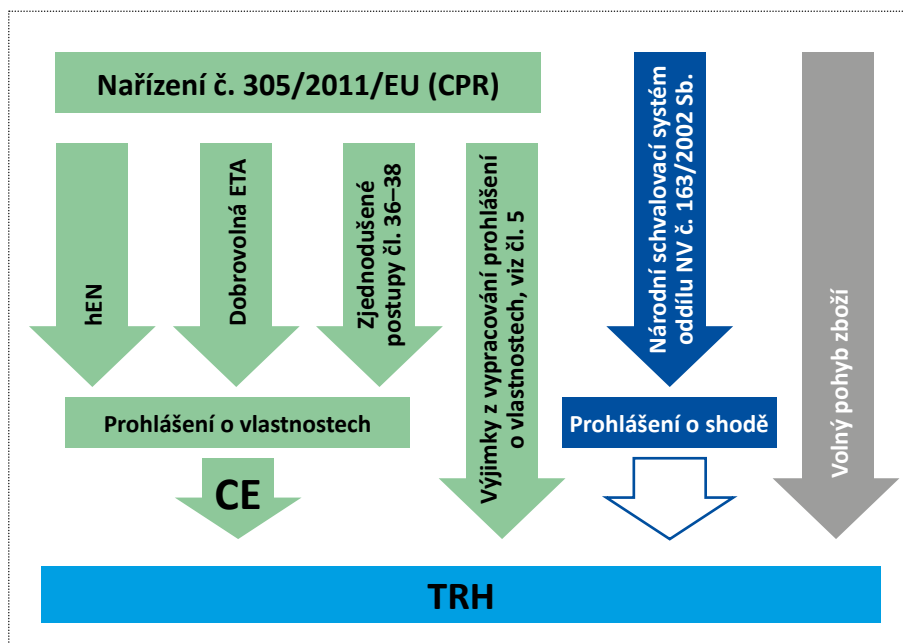 Nařízení č. 305/2011/EU (CPR)
hEN
Dobrovolná ETA
Zjednodušené
postupy čl. 36–38
Výjimky z vypracování prohlášení
o vlastnostech, viz čl. 5
Národní schvalovací systém
oddílu NV č. 163/2002 Sb.
Volný pohyb zboží
Prohlášení o vlastnostech
Prohlášení o shodě
CE
TRH